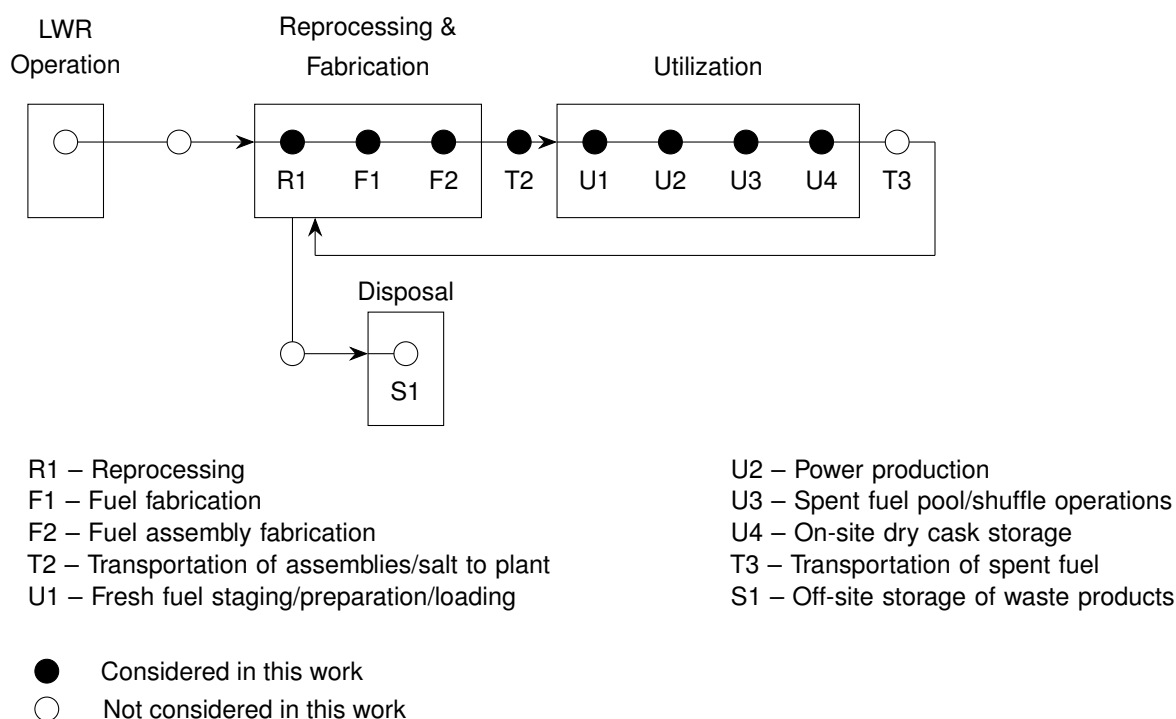 LWR
Operation
Reprocessing &
Fabrication
Utilization
R1
F1
F2
T2
U1
U2
U3
U4
T3
Disposal
S1
R1 – Reprocessing
F1 – Fuel fabrication
F2 – Fuel assembly fabrication
T2 – Transportation of assemblies/salt to plant
U1 – Fresh fuel staging/preparation/loading
U2 – Power production
U3 – Spent fuel pool/shuffle operations
U4 – On-site dry cask storage
T3 – Transportation of spent fuel
S1 – Off-site storage of waste products
Considered in this work
Not considered in this work